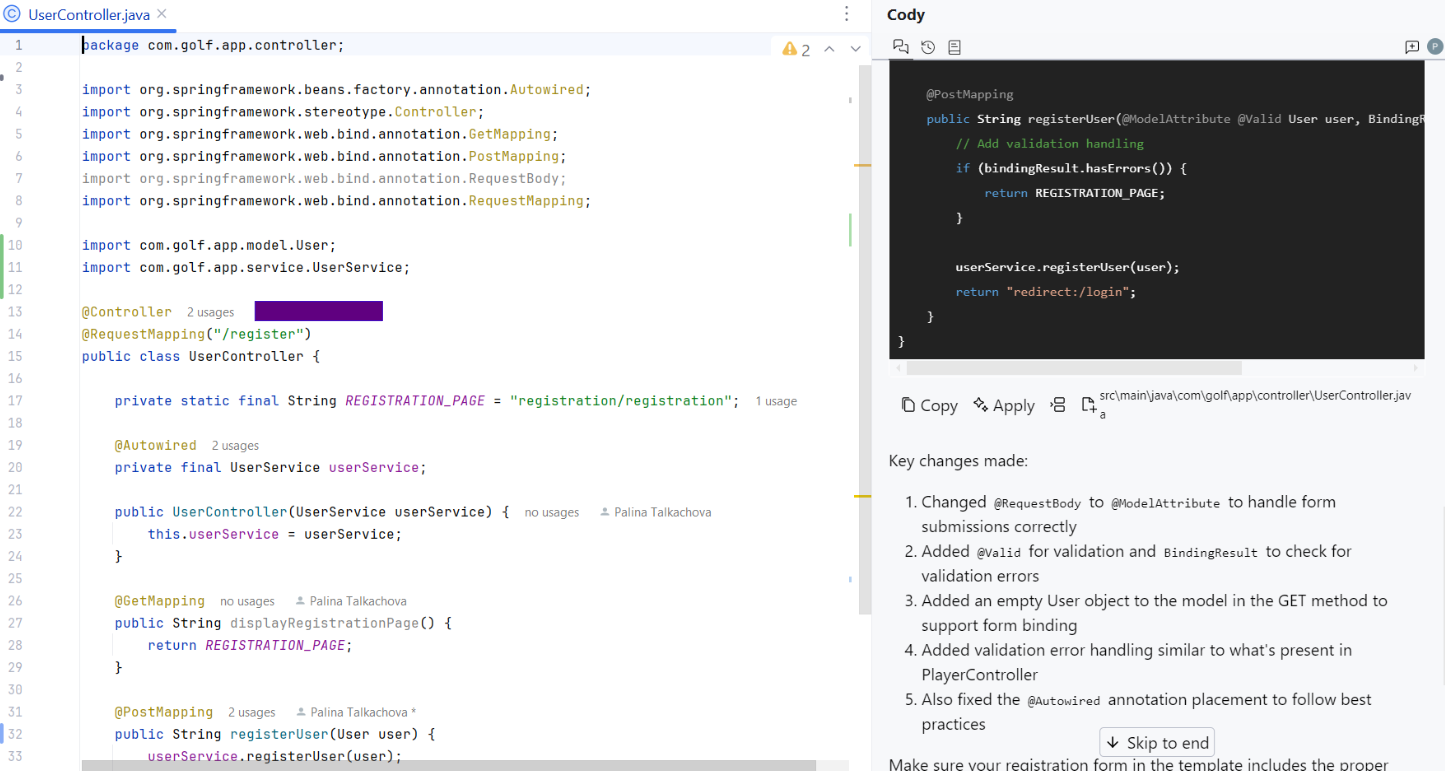 UserController.java
1 package com.golf.app.controller;
2
2
3 import org.springframework.beans.factory.annotation.Autowired;
4 import org.springframework.stereotype.Controller;
5 import org.springframework.web.bind.annotation.GetMapping;
6 import org.springframework.web.bind.annotation.PostMapping;
7 import org.springframework.web.bind.annotation.RequestBody;
8 import org.springframework.web.bind.annotation.RequestMapping;
9
10 import com.golf.app.model.User;
11 import com.golf.app.service.UserService;
12
13 @Controller 2 usages
14 @RequestMapping("/register")
15 public class UserController {
16
17 private static final String REGISTRATION_PAGE = "registration/registration"; 1 usage
18
19 @Autowired 2 usages
20 private final UserService userService;
21
22 public UserController(UserService userService) { no usages Palina Talkachova
23 this.userService = userService;
24 }
25
26 @GetMapping no usages Palina Talkachova
27 public String displayRegistrationPage() {
28 return REGISTRATION_PAGE;
29 }
30
31 @PostMapping 2 usages Palina Talkachova *
32 public String registerUser(User user) {
33 userService.registerUser(user);
Cody
P
@PostMapping
public String registerUser(@ModelAttribute @Valid User user, BindingR
// Add validation handling
if (bindingResult.hasErrors()) {
return REGISTRATION_PAGE;
}
userService.registerUser(user);
return "redirect:/login";
}
}
Copy Apply src\main\java\com\golf\app\controller\UserController.jav
a
Key changes made:
1. Changed @RequestBody to @ModelAttribute to handle form
submissions correctly
2. Added @Valid for validation and BindingResult to check for
validation errors
3. Added an empty User object to the model in the GET method to
support form binding
4. Added validation error handling similar to what's present in
PlayerController
5. Also fixed the @Autowired annotation placement to follow best
practices
Skip to end
Make sure your registration form in the template includes the proper